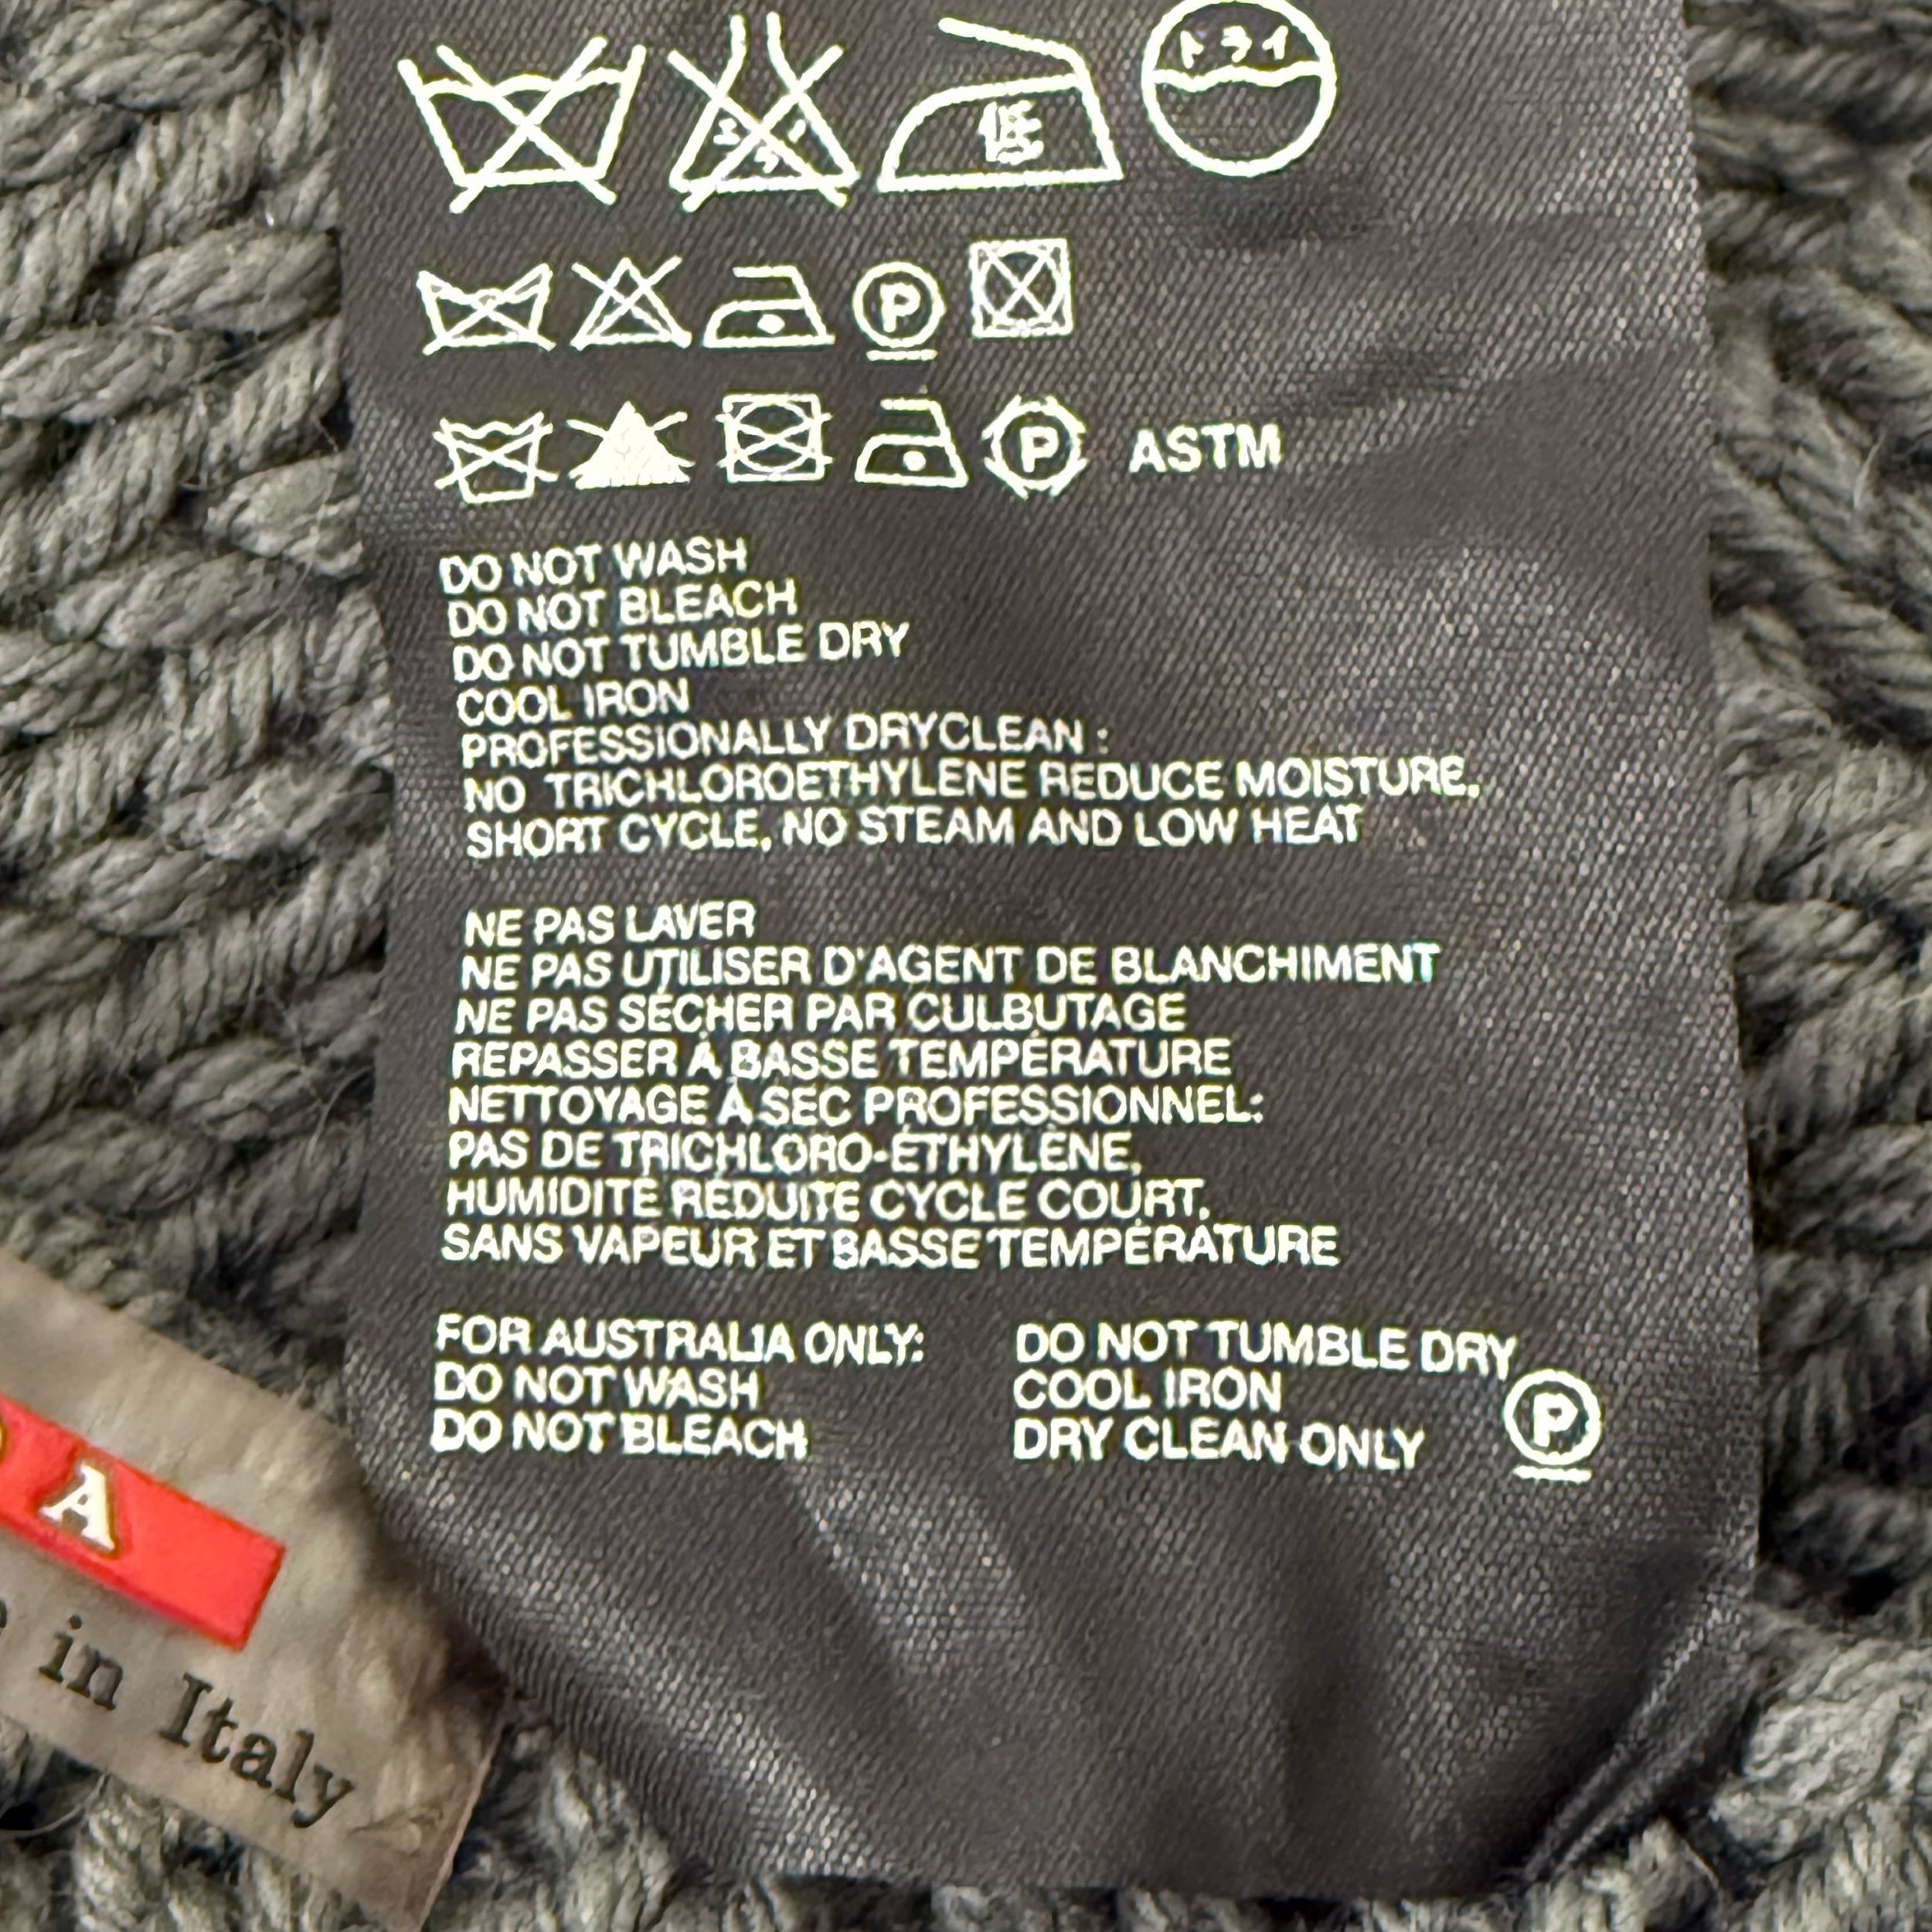 ドライ
低
P
P ASTM
DO NOT WASH
DO NOT BLEACH
DO NOT TUMBLE DRY
COOL IRON
PROFESSIONALLY DRYCLEAN :
NO TRICHLOROETHYLENE REDUCE MOISTURE,
SHORT CYCLE, NO STEAM AND LOW HEAT
NE PAS LAVER
NE PAS UTILISER D'AGENT DE BLANCHIMENT
NE PAS SÉCHER PAR CULBUTAGE
REPASSER À BASSE TEMPÉRATURE
NETTOYAGE À SEC PROFESSIONNEL:
PAS DE TRICHLORO-ÉTHYLÈNE,
HUMIDITÉ RÉDUITE CYCLE COURT,
SANS VAPEUR ET BASSE TEMPÉRATURE
FOR AUSTRALIA ONLY:
DO NOT WASH
DO NOT BLEACH
DO NOT TUMBLE DRY
COOL IRON
DRY CLEAN ONLY P
A
in Italy